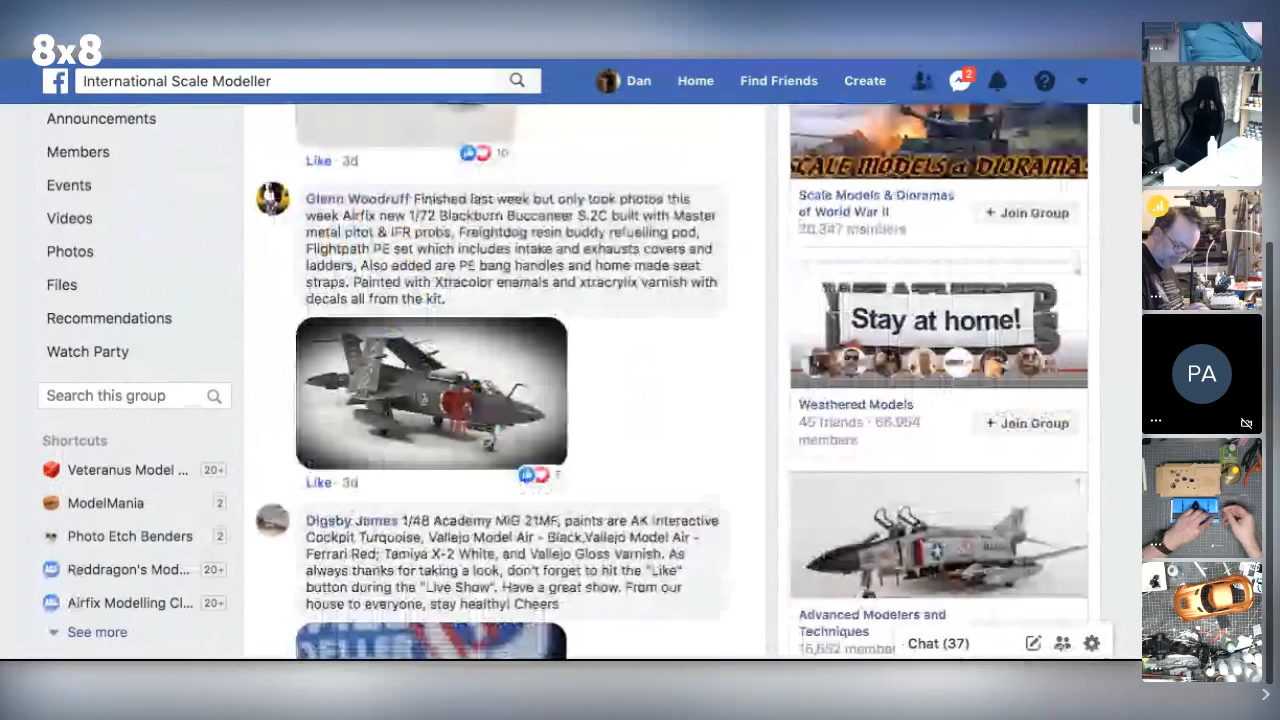 8x8
International Scale Modeller
Dan
Home
Find Friends
Create
2
Announcements
Members
Events
Videos
Photos
Files
Recommendations
Watch Party
Search this group
Shortcuts
Veteranus Model ... 20+
ModelMania 2
Photo Etch Benders 2
Reddragon's Mod... 20+
Airfix Modelling Cl... 20+
See more
Like · 3d
10
Glenn Woodruff Finished last week but only took photos this
week Airfix new 1/72 Blackburn Buccaneer S.2C built with Master
metal pitot & IFR probs, Freightdog resin buddy refuelling pod,
Flightpath PE set which includes intake and exhausts covers and
ladders, Also added are PE bang handles and home made seat
straps. Painted with Xtracolor enamals and xtracrylix varnish with
decals all from the kit.
Like · 3d
Digsby James 1/48 Academy MiG 21MF, paints are AK Interactive
Cockpit Turquoise, Vallejo Model Air - Black,Vallejo Model Air -
Ferrari Red; Tamiya X-2 White, and Vallejo Gloss Varnish. As
always thanks for taking a look, don't forget to hit the "Like"
button during the "Live Show". Have a great show. From our
house to everyone, stay healthy! Cheers
SCALE MODELS & DIORAMAS
Scale Models & Dioramas
of World War II
+ Join Group
members
Stay at home!
Weathered Models
45 friends ·
members
+ Join Group
Advanced Modelers and
Techniques
Chat (37)
PA